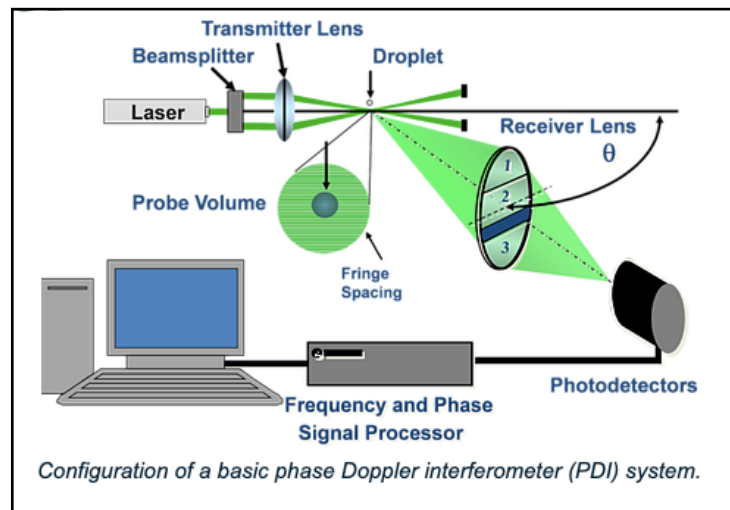 Transmitter Lens
Beamsplitter
Droplet
Laser
Receiver Lens
θ
1
2
3
Probe Volume
Fringe
Spacing
Photodetectors
Frequency and Phase
Signal Processor
Configuration of a basic phase Doppler interferometer (PDI) system.